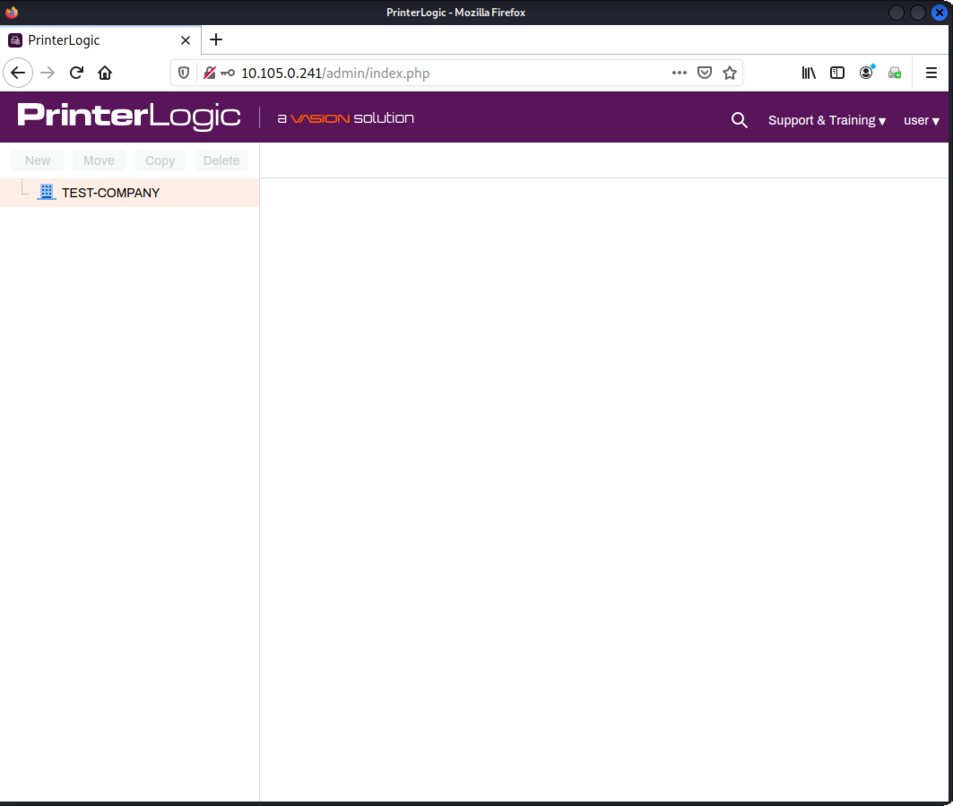 PrinterLogic - Mozilla Firefox
PrinterLogic
10.105.0.241/admin/index.php
PrinterLogic a VASION solution Support & Training user
New Move Copy Delete
TEST-COMPANY